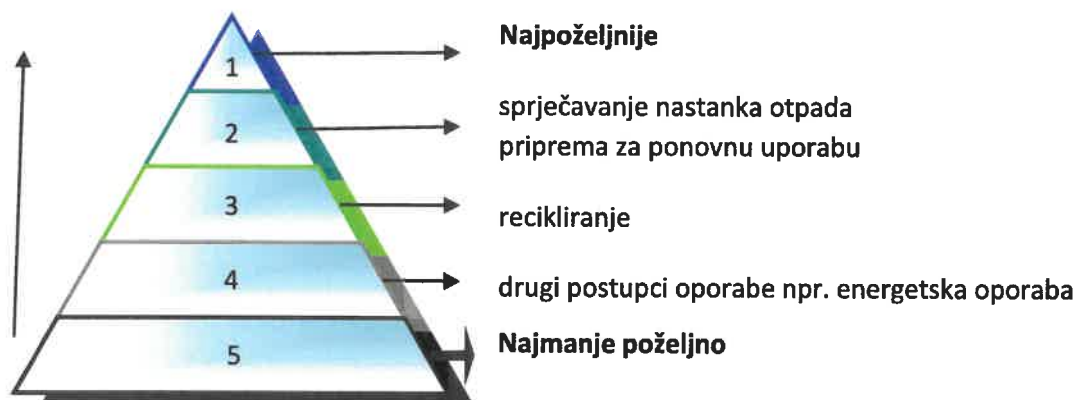 1
Najpoželjnije
2
sprječavanje nastanka otpada
priprema za ponovnu uporabu
3
recikliranje
4
drugi postupci oporabe npr. energetska oporaba
5
Najmanje poželjno